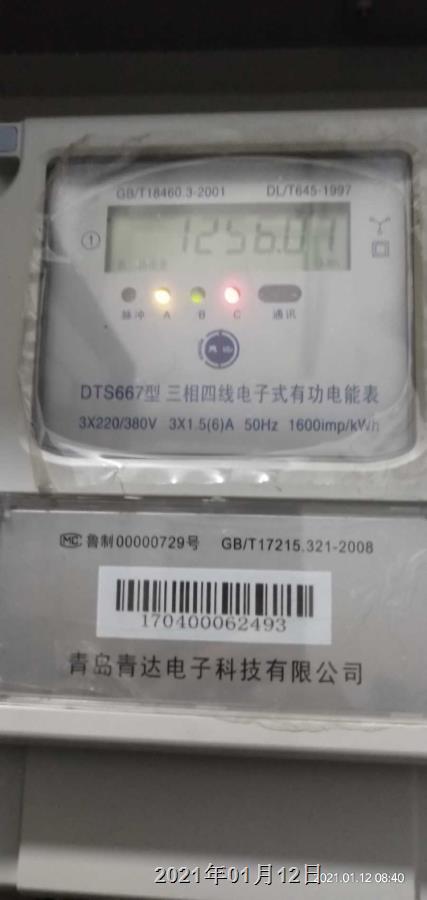 GB/T18460.3-2001 DL/T645-1997
① 1256.01
脉冲 A B C 通讯
DTS667型 三相四线电子式有功电能表
3X220/380V 3X1.5(6)A 50Hz 1600imp/kWh
MC 鲁制00000729号 GB/T17215.321-2008
170400062493
青岛青达电子科技有限公司
2021年01月12日
2021.01.12 08:40